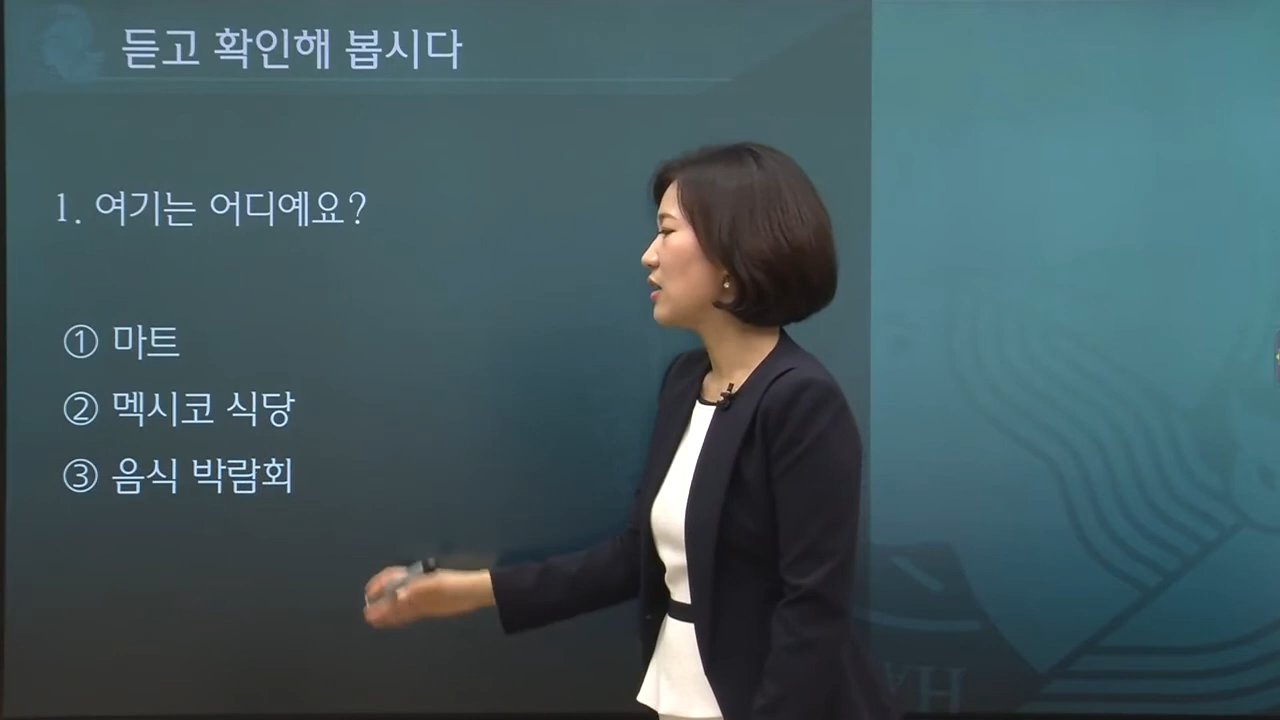 듣고 확인해 봅시다
1. 여기는 어디예요?
① 마트
② 멕시코 식당
③ 음식 박람회